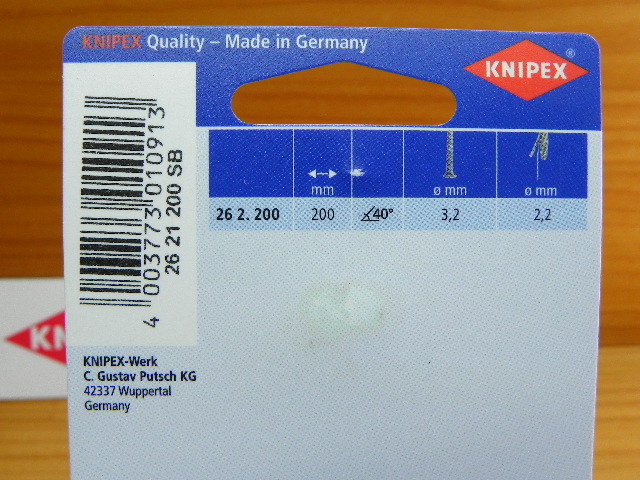 KNIPEX Quality – Made in Germany
KNIPEX®
mm
ø mm
ø mm
26 2. 200
200
40°
3,2
2,2
4 003773 010913
26 21 200 SB
KNIPEX-Werk
C. Gustav Putsch KG
42337 Wuppertal
Germany
KN